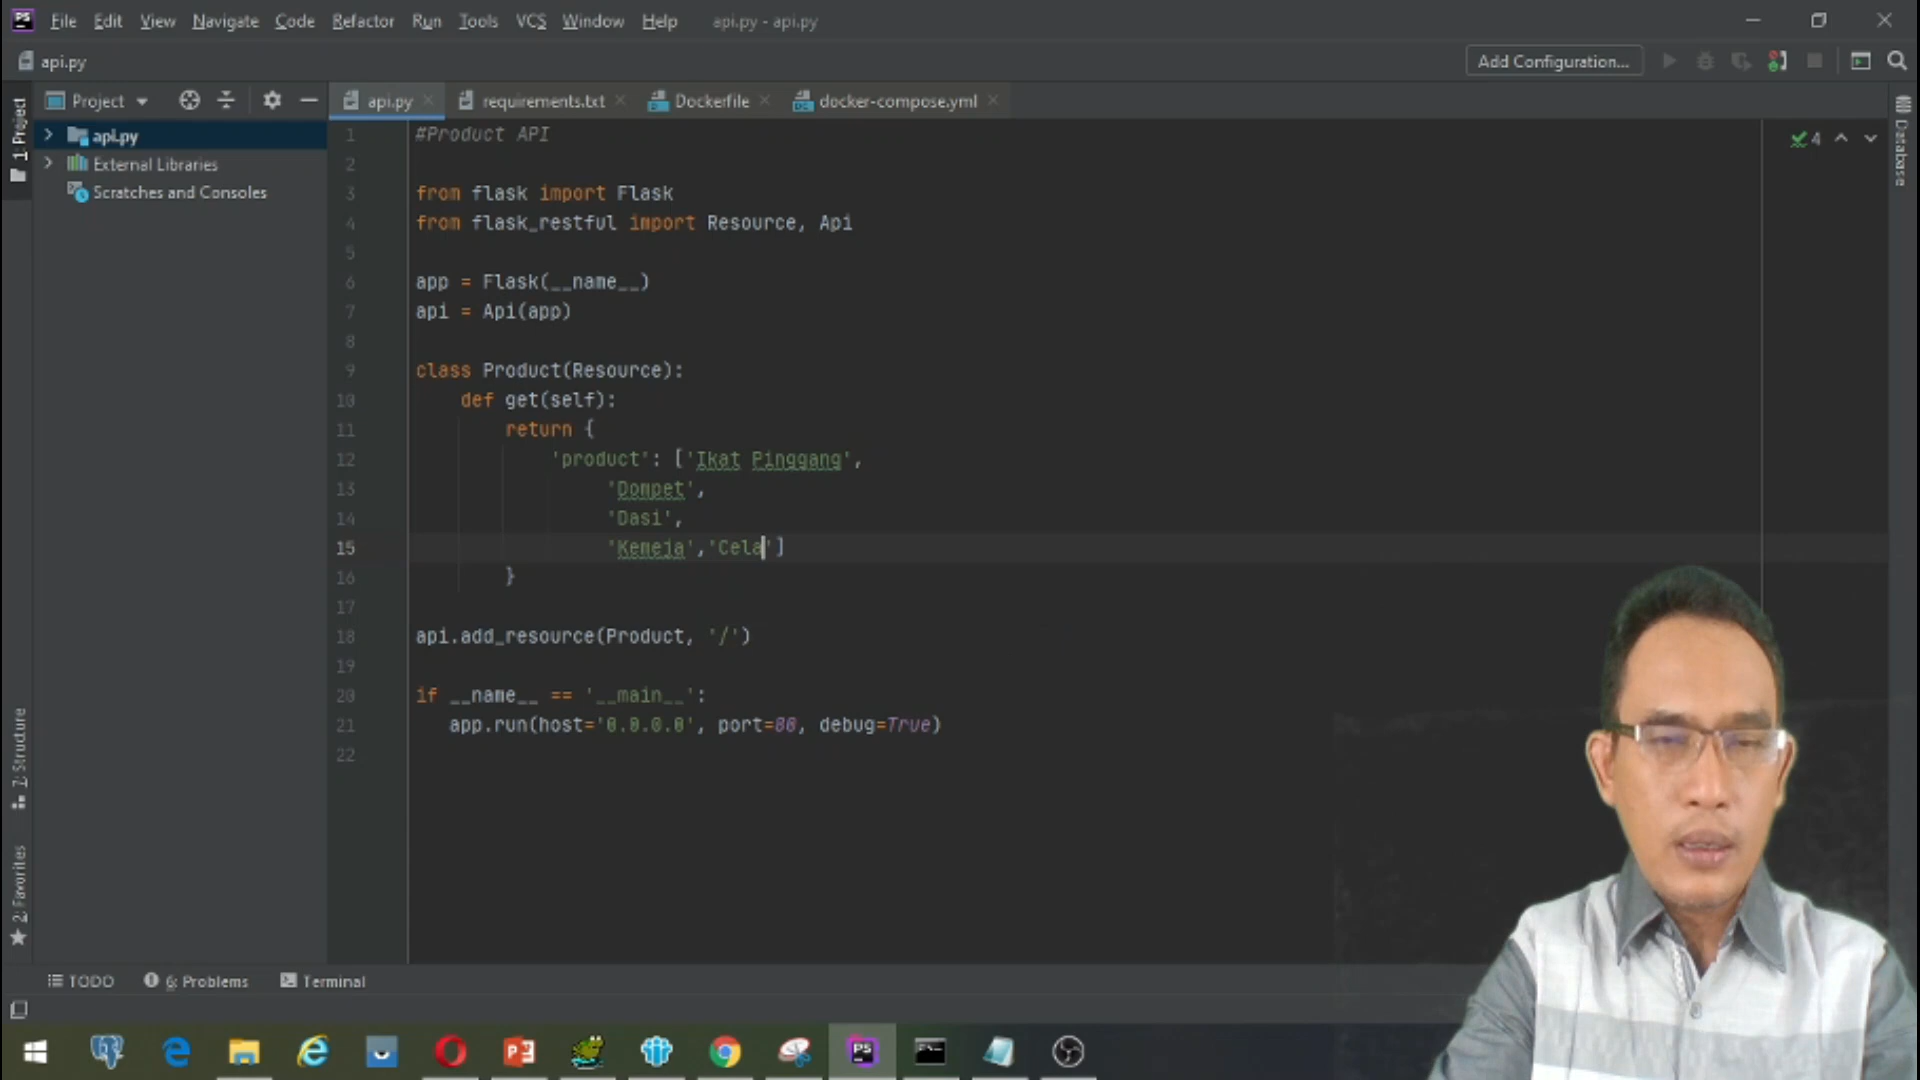 File Edit View Navigate Code Refactor Run Tools VCS Window Help api.py - api.py
api.py Add Configuration...
Project api.py requirements.txt Dockerfile docker-compose.yml
1: Project
api.py
External Libraries
Scratches and Consoles
Database
4
1 #Product API
2
3 from flask import Flask
4 from flask_restful import Resource, Api
5
6 app = Flask(__name__)
7 api = Api(app)
8
9 class Product(Resource):
10 def get(self):
11 return {
12 'product': ['Ikat Pinggang',
13 'Dompet',
14 'Dasi',
15 'Kemeja','Cela']
16 }
17
18 api.add_resource(Product, '/')
19
20 if __name__ == '__main__':
21 app.run(host='0.0.0.0', port=80, debug=True)
22
7: Structure
2: Favorites
TODO 6: Problems Terminal